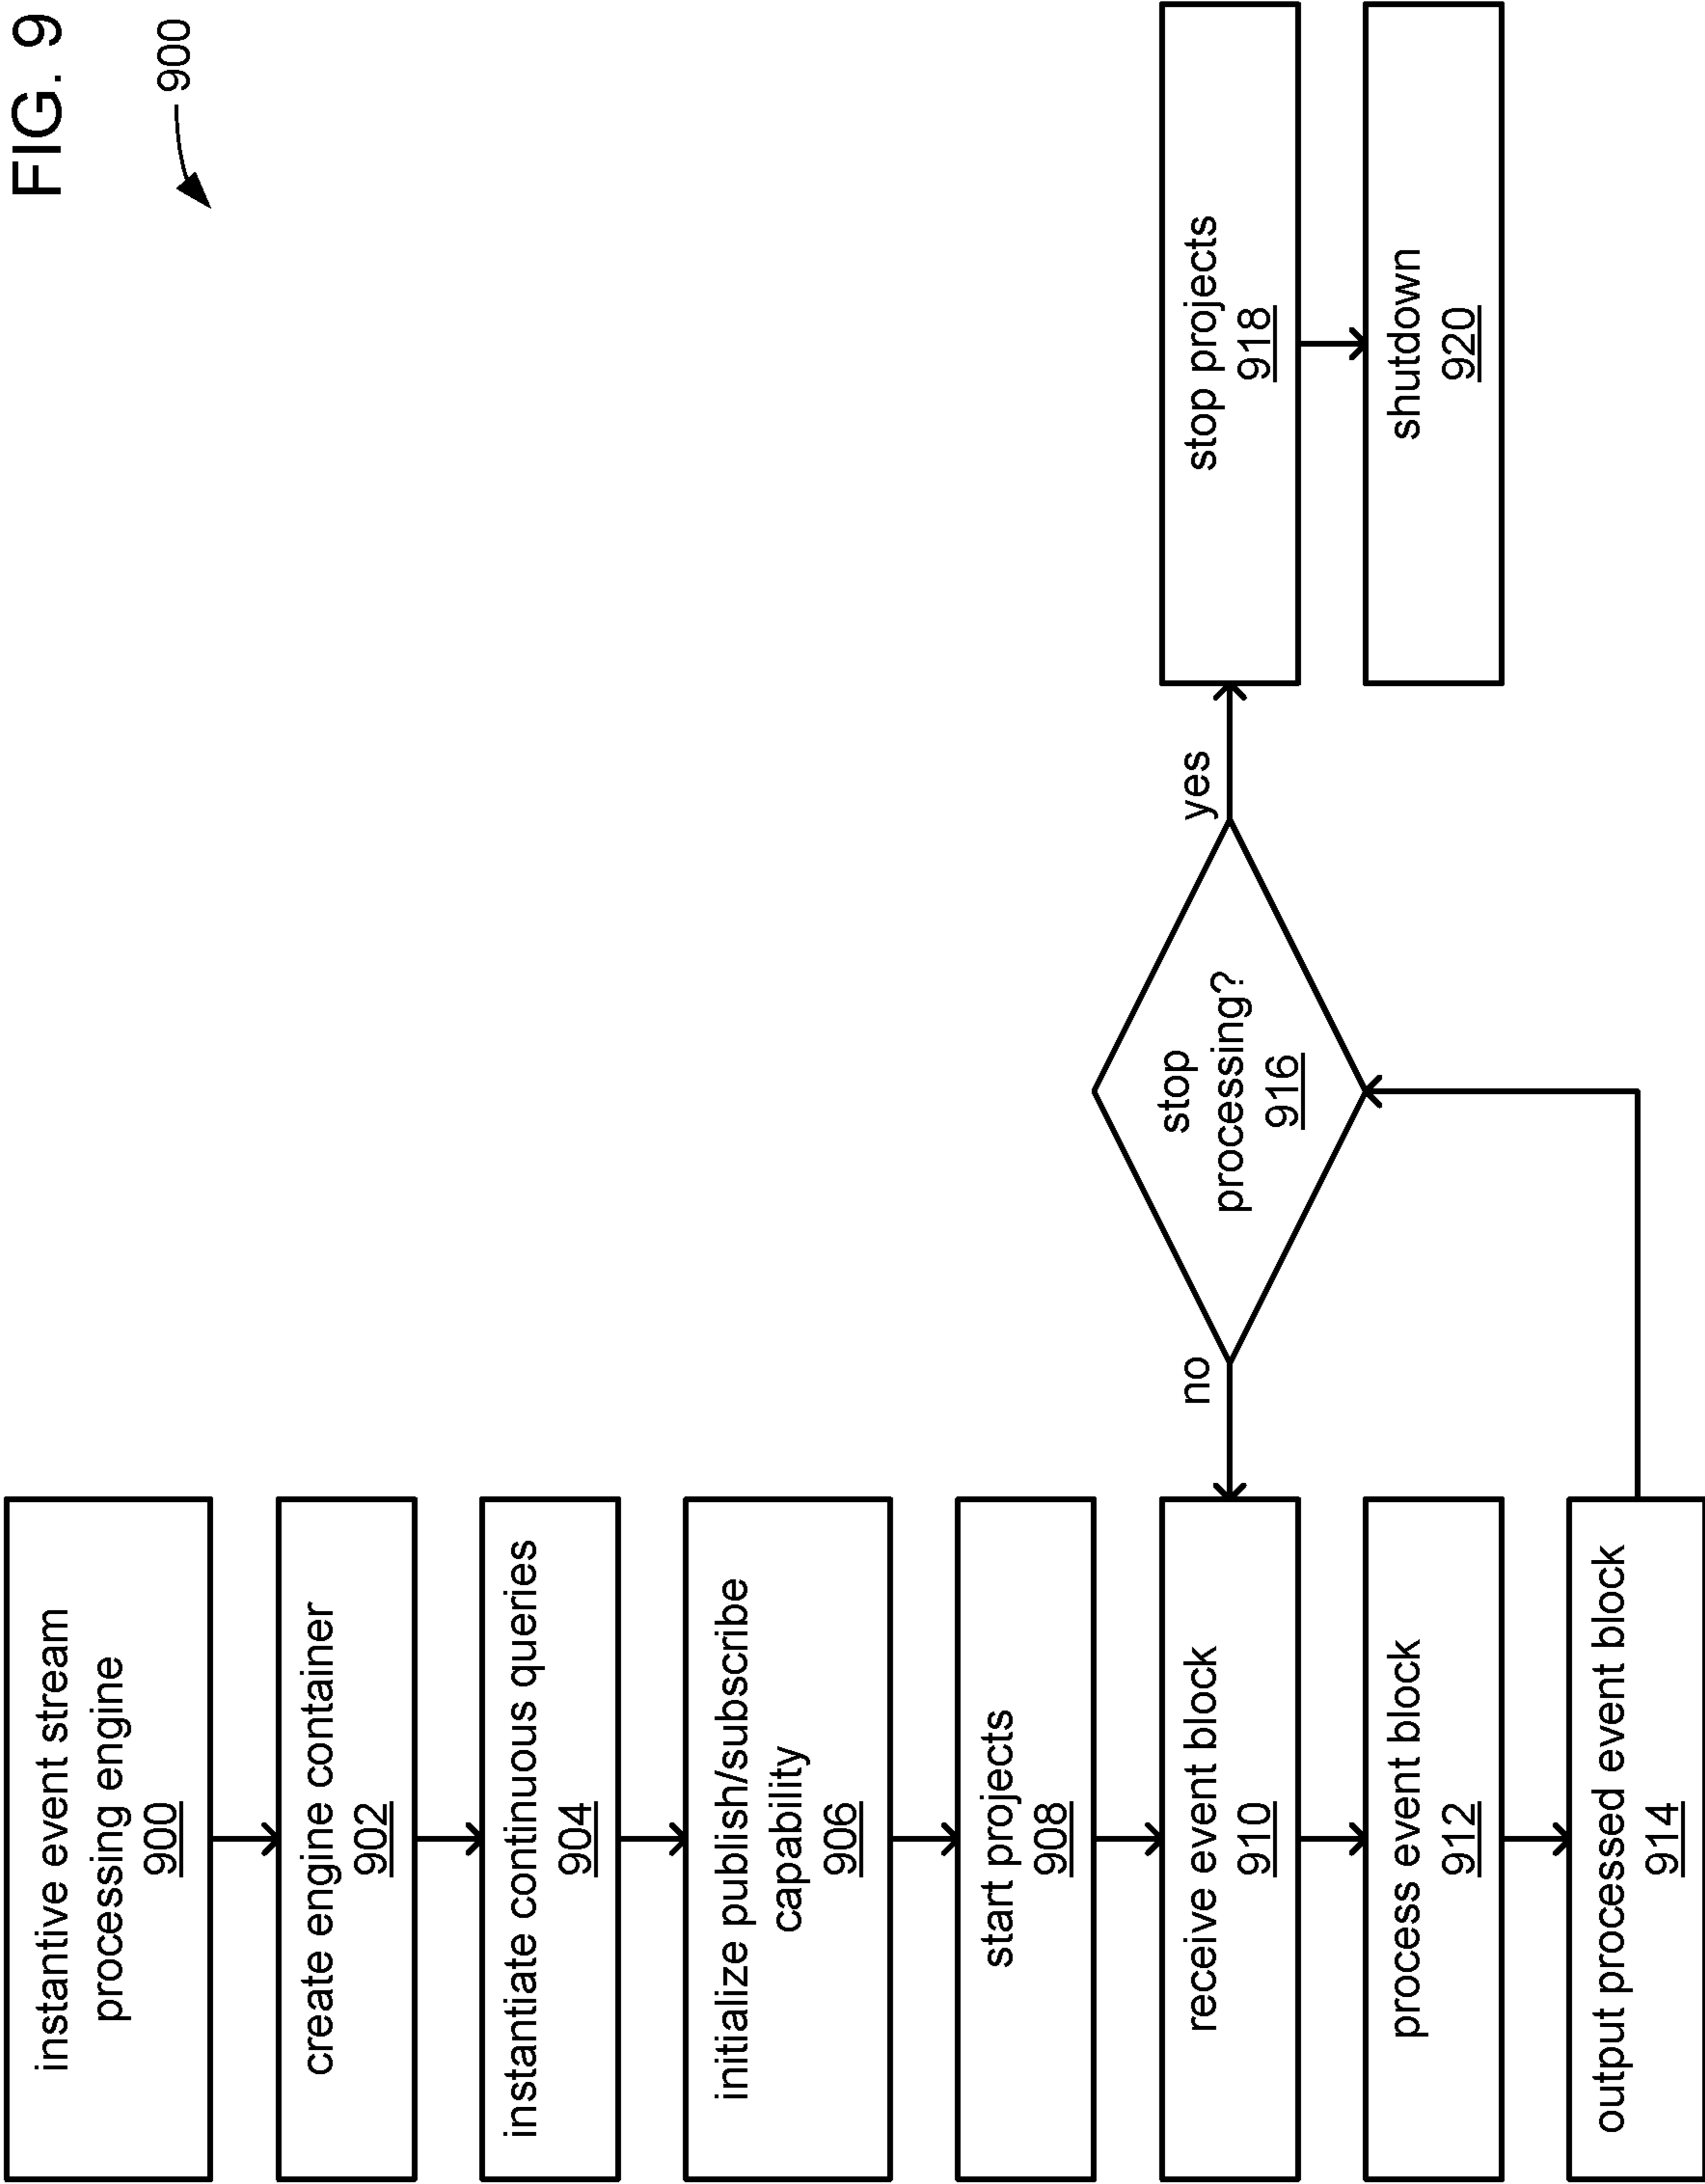 FIG. 9
900
instantive event stream
processing engine
900
create engine container
902
instantiate continuous queries
904
initialize publish/subscribe
capability
906
start projects
908
receive event block
910
process event block
912
output processed event block
914
no
stop
processing?
916
yes
stop projects
918
shutdown
920